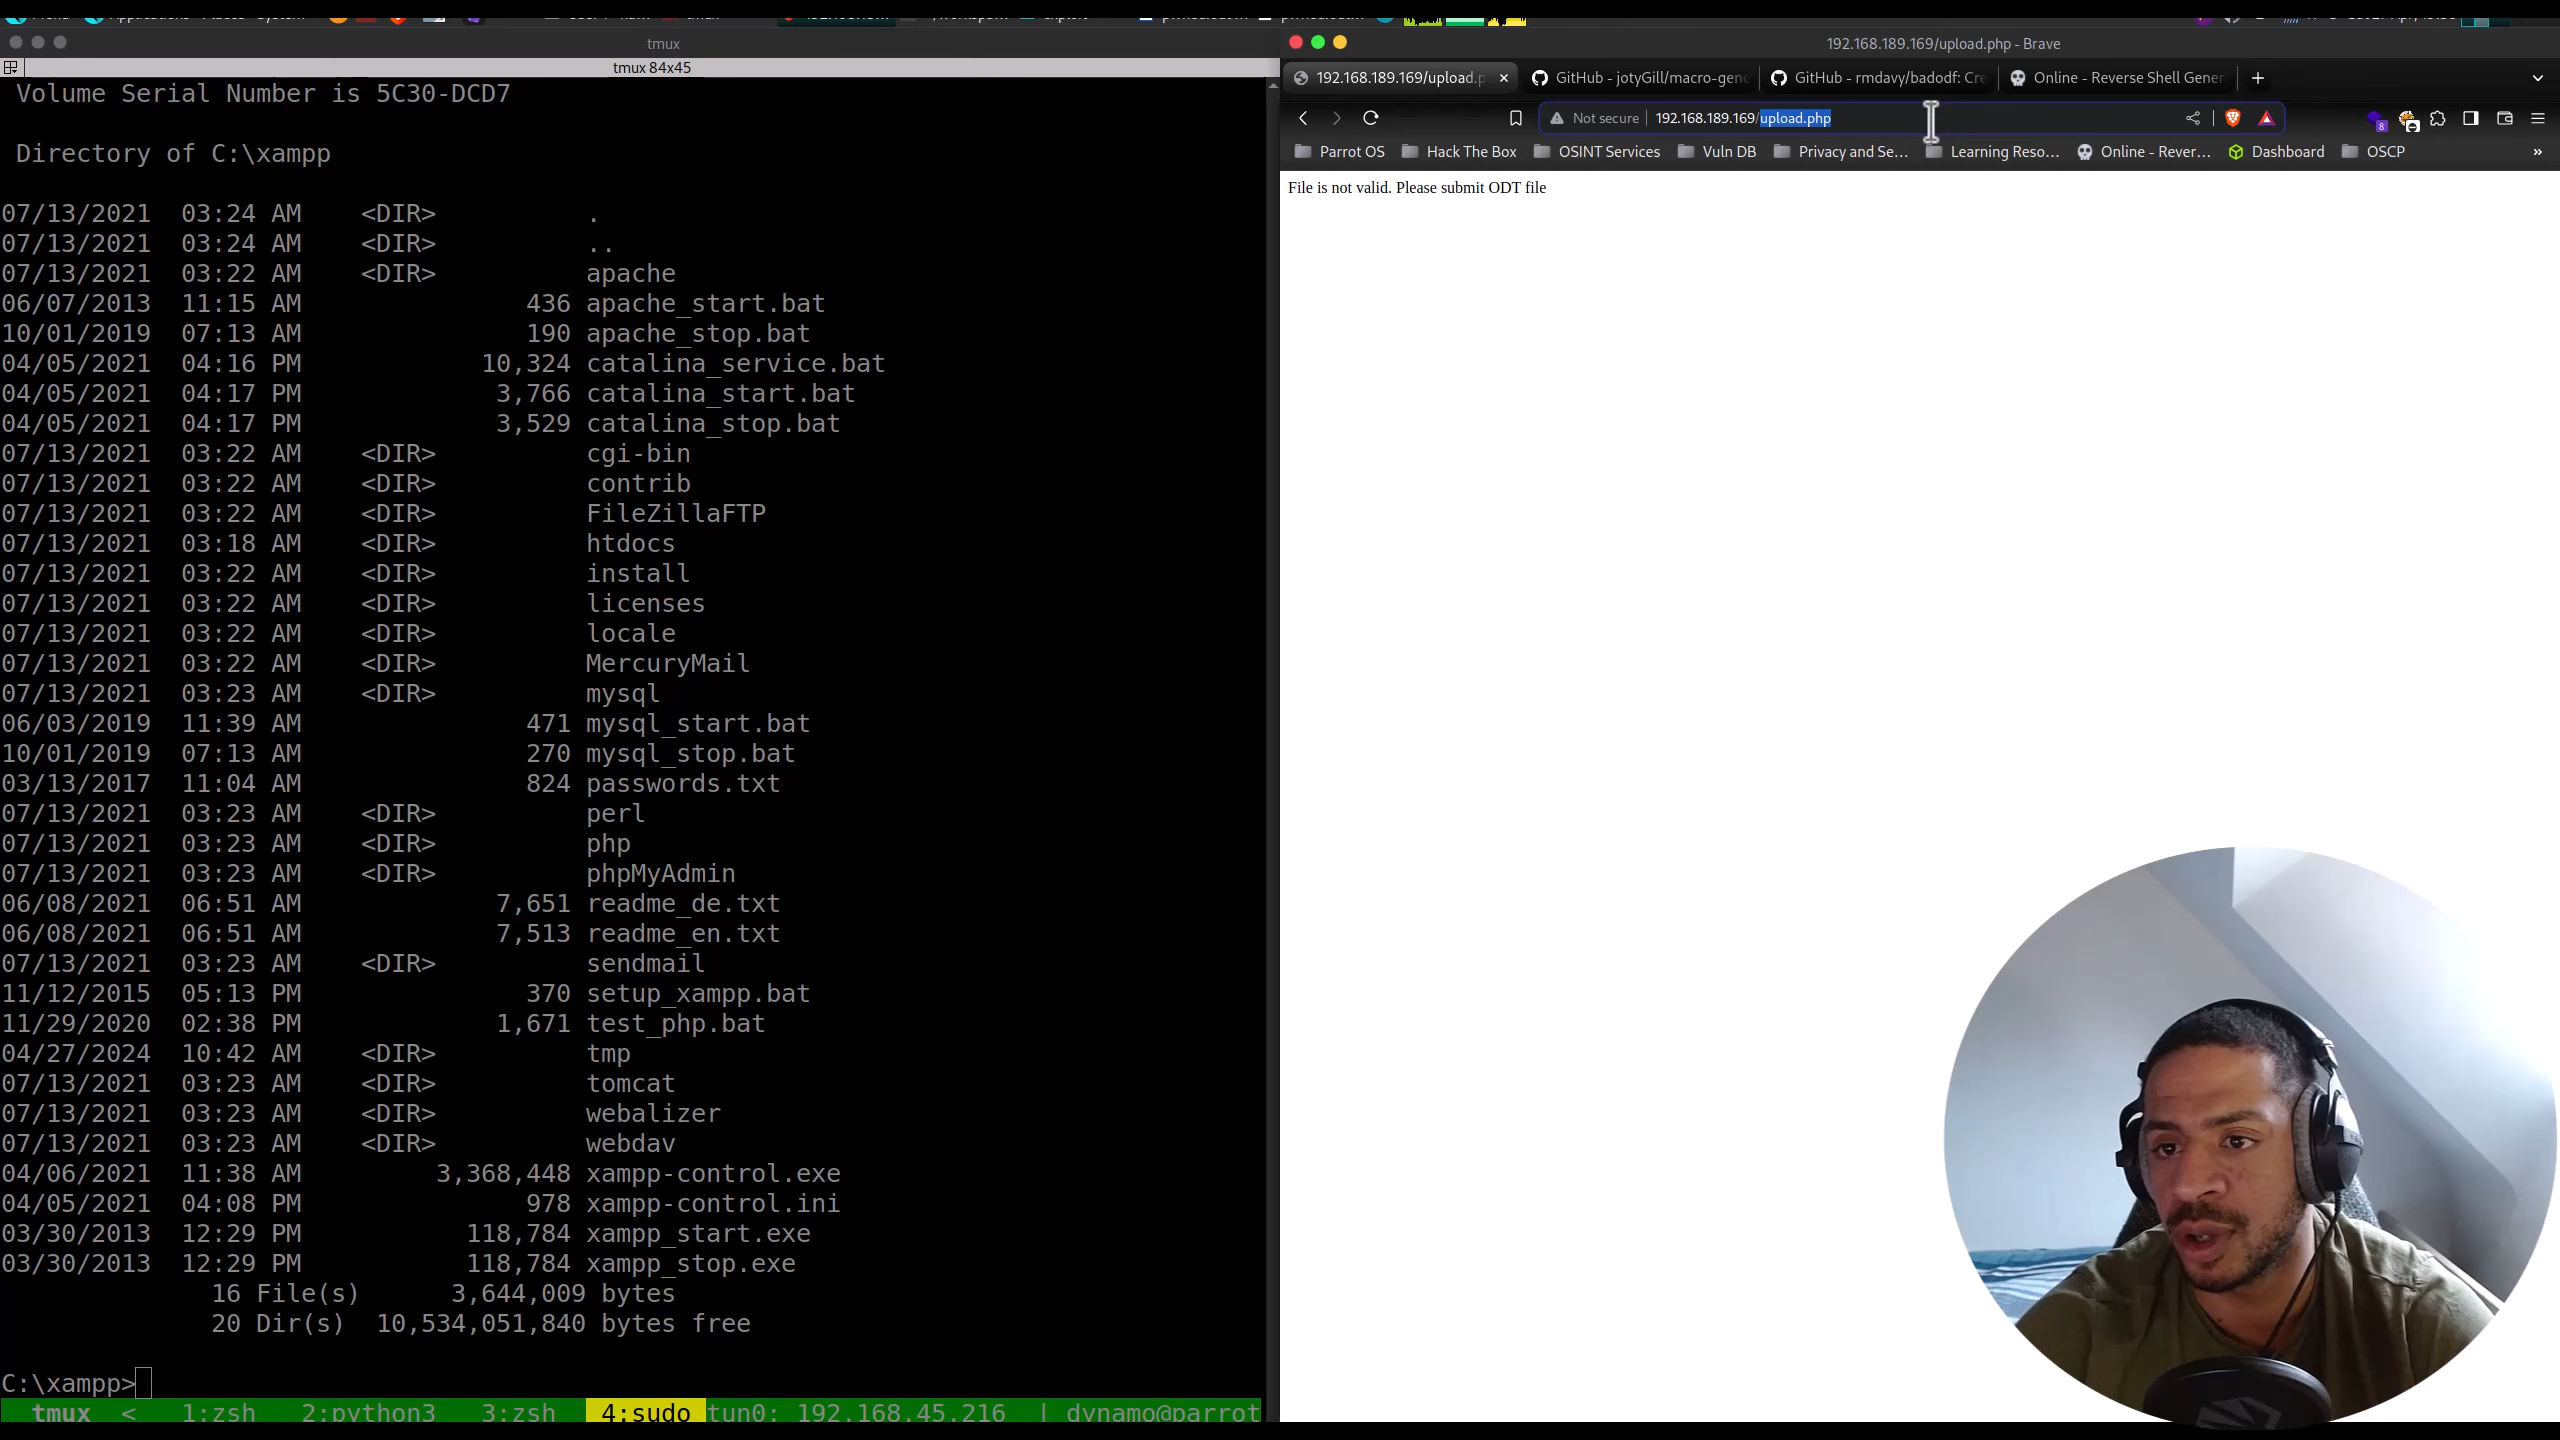 tmux
tmux 84x45
Volume Serial Number is 5C30-DCD7
Directory of C:\xampp
07/13/2021 03:24 AM <DIR> .
07/13/2021 03:24 AM <DIR> ..
07/13/2021 03:22 AM <DIR> apache
06/07/2013 11:15 AM 436 apache_start.bat
10/01/2019 07:13 AM 190 apache_stop.bat
04/05/2021 04:16 PM 10,324 catalina_service.bat
04/05/2021 04:17 PM 3,766 catalina_start.bat
04/05/2021 04:17 PM 3,529 catalina_stop.bat
07/13/2021 03:22 AM <DIR> cgi-bin
07/13/2021 03:22 AM <DIR> contrib
07/13/2021 03:22 AM <DIR> FileZillaFTP
07/13/2021 03:18 AM <DIR> htdocs
07/13/2021 03:22 AM <DIR> install
07/13/2021 03:22 AM <DIR> licenses
07/13/2021 03:22 AM <DIR> locale
07/13/2021 03:22 AM <DIR> MercuryMail
07/13/2021 03:23 AM <DIR> mysql
06/03/2019 11:39 AM 471 mysql_start.bat
10/01/2019 07:13 AM 270 mysql_stop.bat
03/13/2017 11:04 AM 824 passwords.txt
07/13/2021 03:23 AM <DIR> perl
07/13/2021 03:23 AM <DIR> php
07/13/2021 03:23 AM <DIR> phpMyAdmin
06/08/2021 06:51 AM 7,651 readme_de.txt
06/08/2021 06:51 AM 7,513 readme_en.txt
07/13/2021 03:23 AM <DIR> sendmail
11/12/2015 05:13 PM 370 setup_xampp.bat
11/29/2020 02:38 PM 1,671 test_php.bat
04/27/2024 10:42 AM <DIR> tmp
07/13/2021 03:23 AM <DIR> tomcat
07/13/2021 03:23 AM <DIR> webalizer
07/13/2021 03:23 AM <DIR> webdav
04/06/2021 11:38 AM 3,368,448 xampp-control.exe
04/05/2021 04:08 PM 978 xampp-control.ini
03/30/2013 12:29 PM 118,784 xampp_start.exe
03/30/2013 12:29 PM 118,784 xampp_stop.exe
16 File(s) 3,644,009 bytes
20 Dir(s) 10,534,051,840 bytes free
C:\xampp>
tmux < 1:zsh 2:python3 3:zsh 4:sudo tun0: 192.168.45.216 | dynamo@parrot
192.168.189.169/upload.php - Brave
192.168.189.169/upload.p GitHub - jotyGill/macro-gene GitHub - rmdavy/badodf: Cre Online - Reverse Shell Gener
Not secure 192.168.189.169/upload.php
8
Parrot OS Hack The Box OSINT Services Vuln DB Privacy and Se... Learning Reso... Online - Rever... Dashboard OSCP »
File is not valid. Please submit ODT file